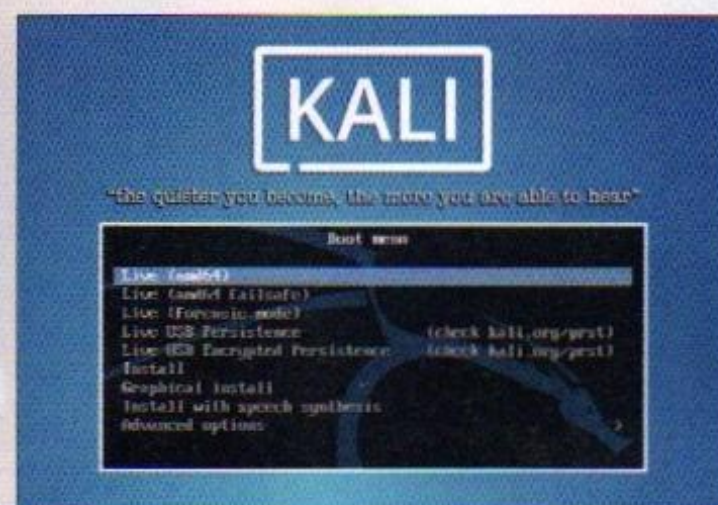 KALI
"the quieter you become, the more you are able to hear"
Boot menu
Live (amd64)
Live (amd64 failsafe)
Live (forensic mode)
Live USB Persistence (check kali.org/prst)
Live USB Encrypted Persistence (check kali.org/prst)
Install
Graphical install
Install with speech synthesis
Advanced options >